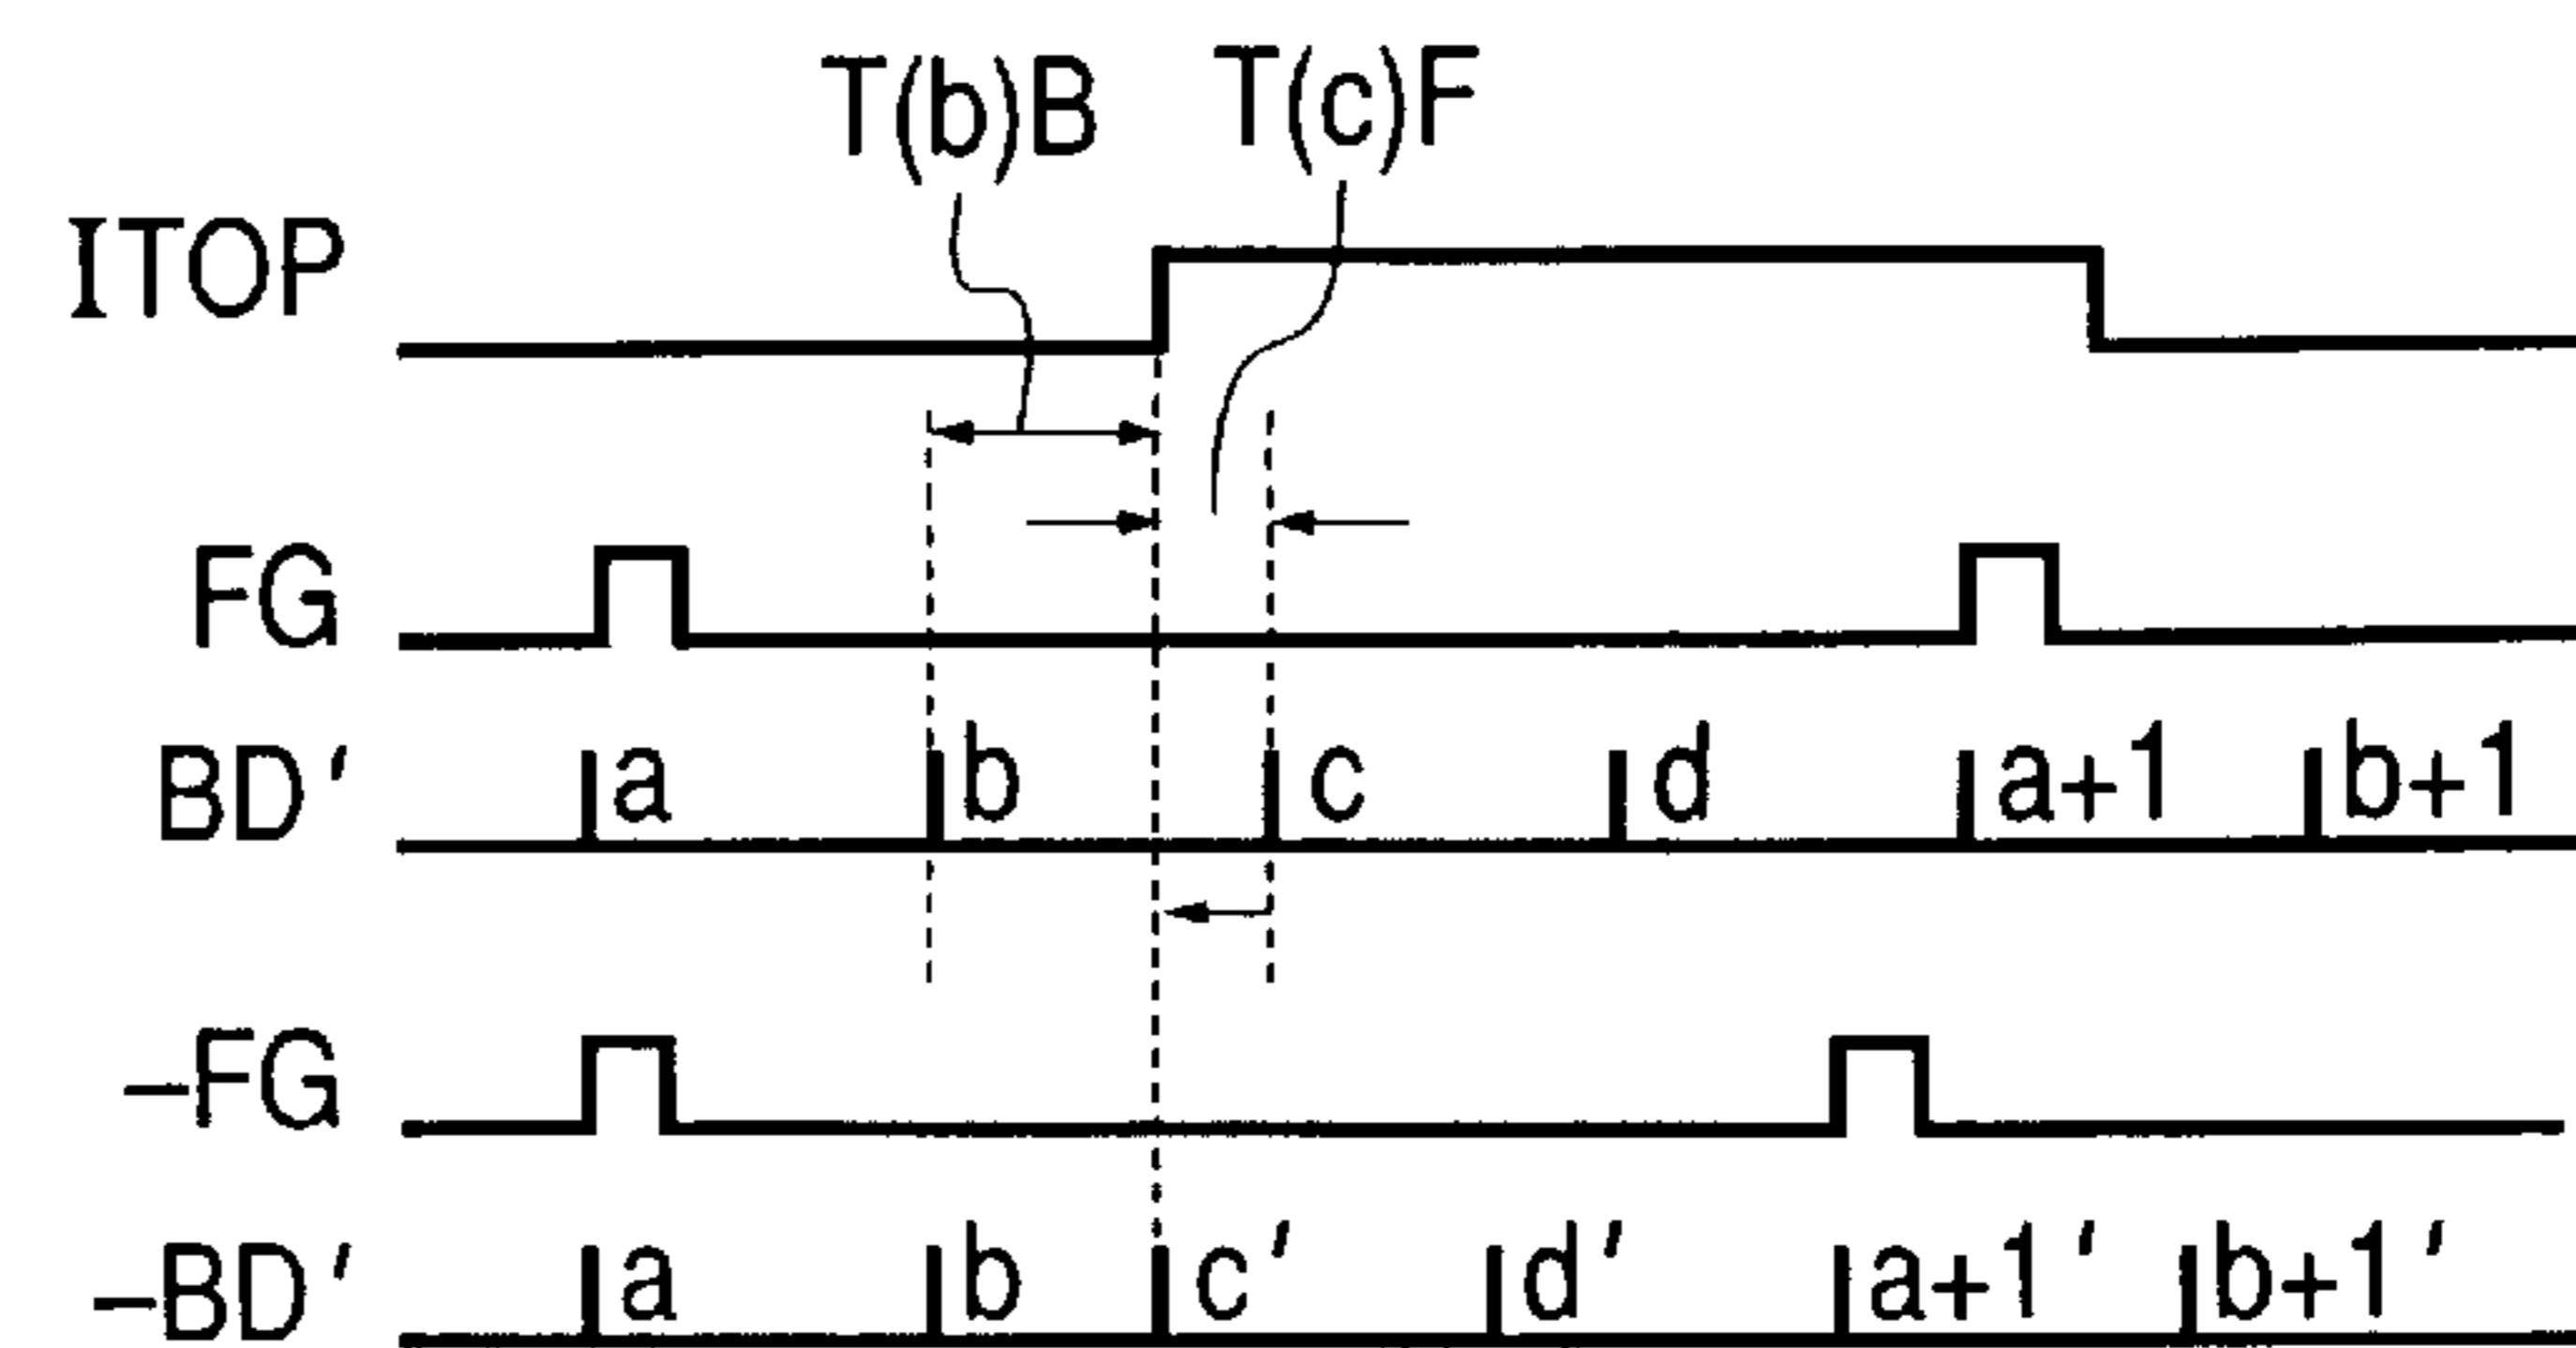 T(b)B T(c)F
ITOP
FG
BD′ a b c d a+1 b+1
−FG
−BD′ a b c′ d′ a+1′ b+1′